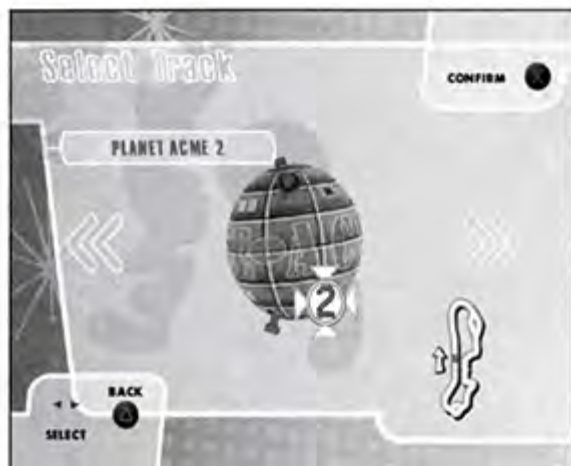 Select Track
CONFIRM X
PLANET ACME 2
2
BACK
SELECT